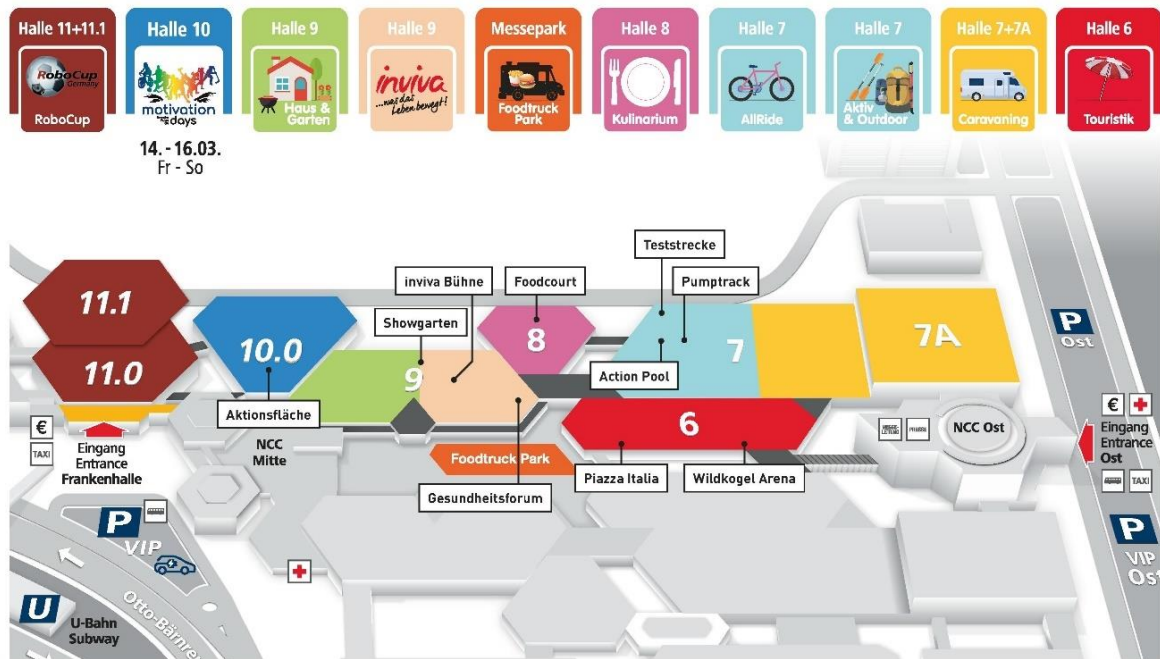 Halle 11+11.1
RoboCup
Germany
RoboCup
Halle 10
motivation
days
14. - 16.03.
Fr - So
Halle 9
Haus &
Garten
Halle 9
inviva
...was das
Leben bewegt!
Messepark
Foodtruck
Park
Halle 8
Kulinarium
Halle 7
AllRide
Halle 7
Aktiv
& Outdoor
Halle 7+7A
Caravaning
Halle 6
Touristik
Teststrecke
inviva Bühne
Foodcourt
Pumptrack
11.1
Showgarten
P
Ost
10.0
8
7
7A
11.0
9
Action Pool
Aktionsfläche
6
€
TAXI
Eingang
Entrance
Frankenhalle
NCC
Mitte
Foodtruck Park
Piazza Italia
Wildkogel Arena
Gesundheitsforum
NCC Ost
€
Eingang
Entrance
Ost
TAXI
P
VIP
P
VIP
Ost
U
U-Bahn
Subway
Otto-Bärnre